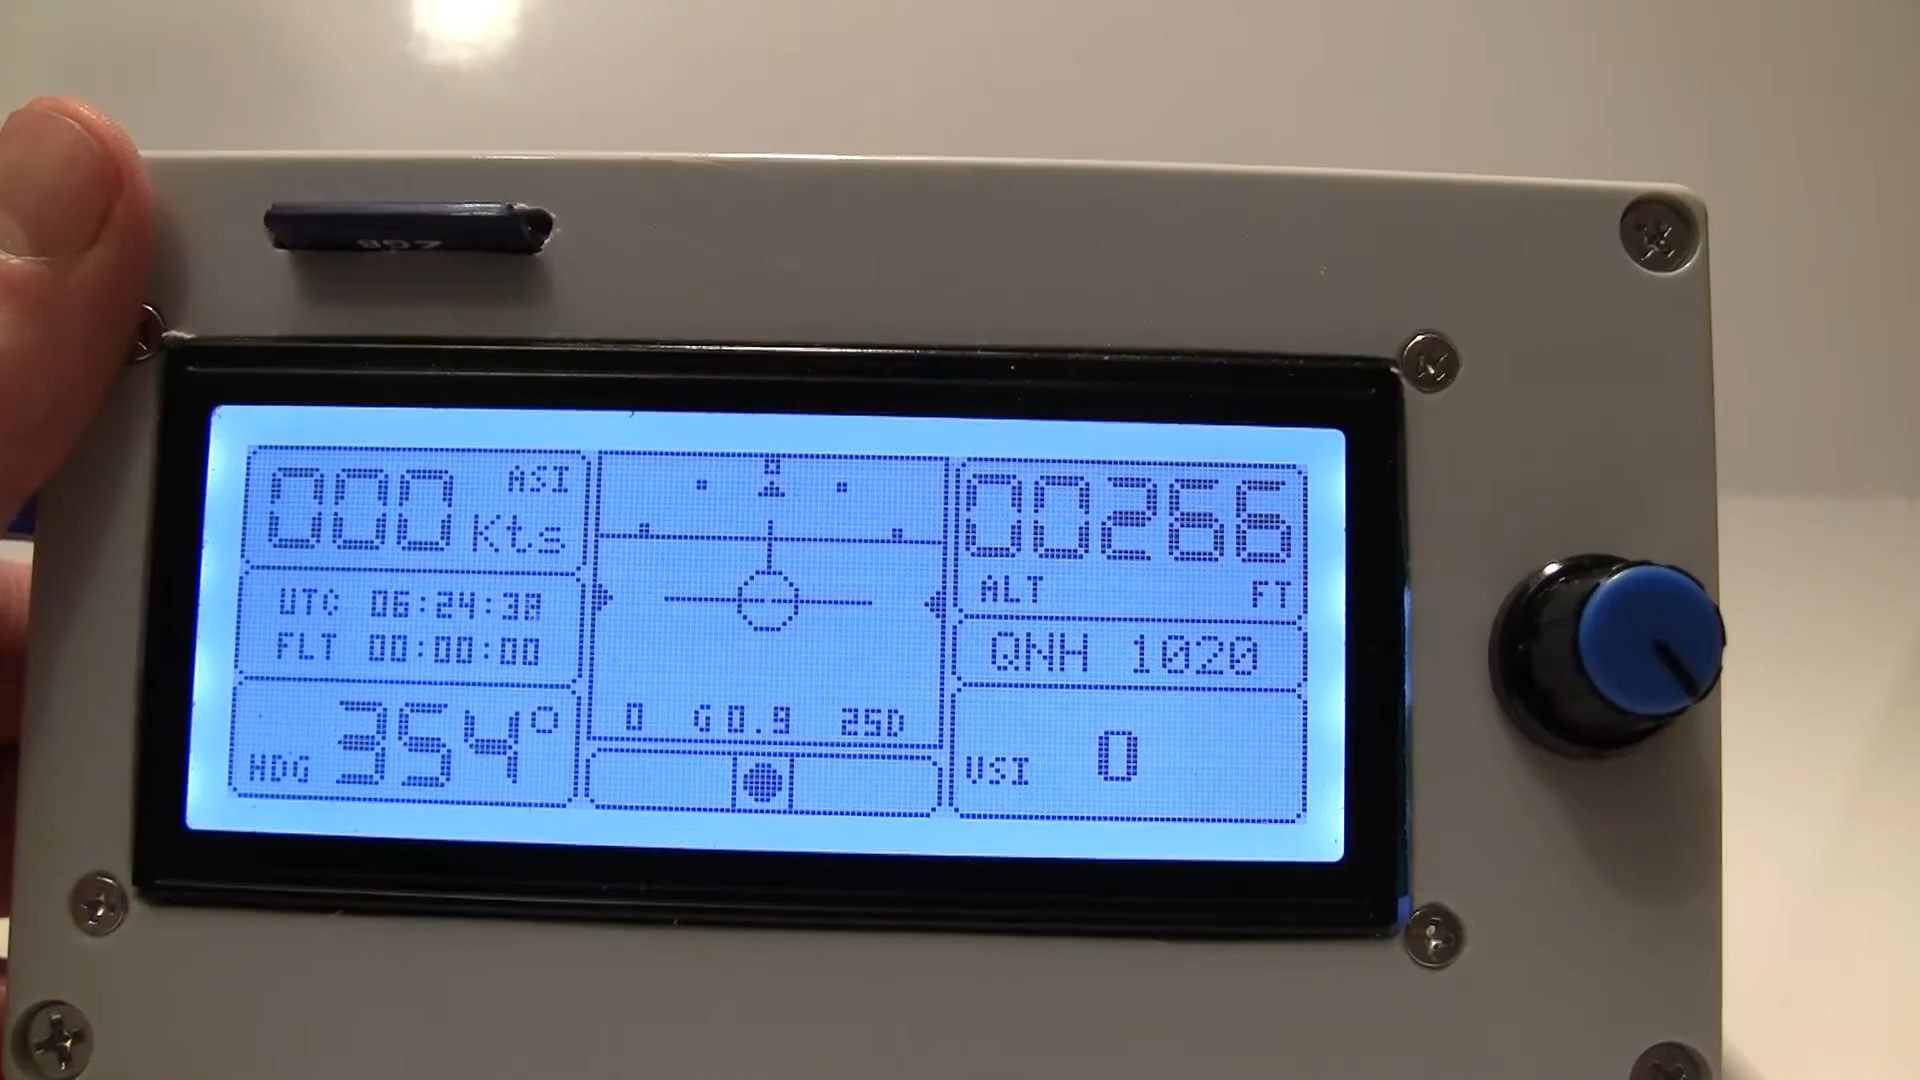 2GB
000 ASI
Kts
UTC 06:24:38
FLT 00:00:00
HDG 354°
0 G0.9 25D
00266
ALT FT
QNH 1020
VSI 0